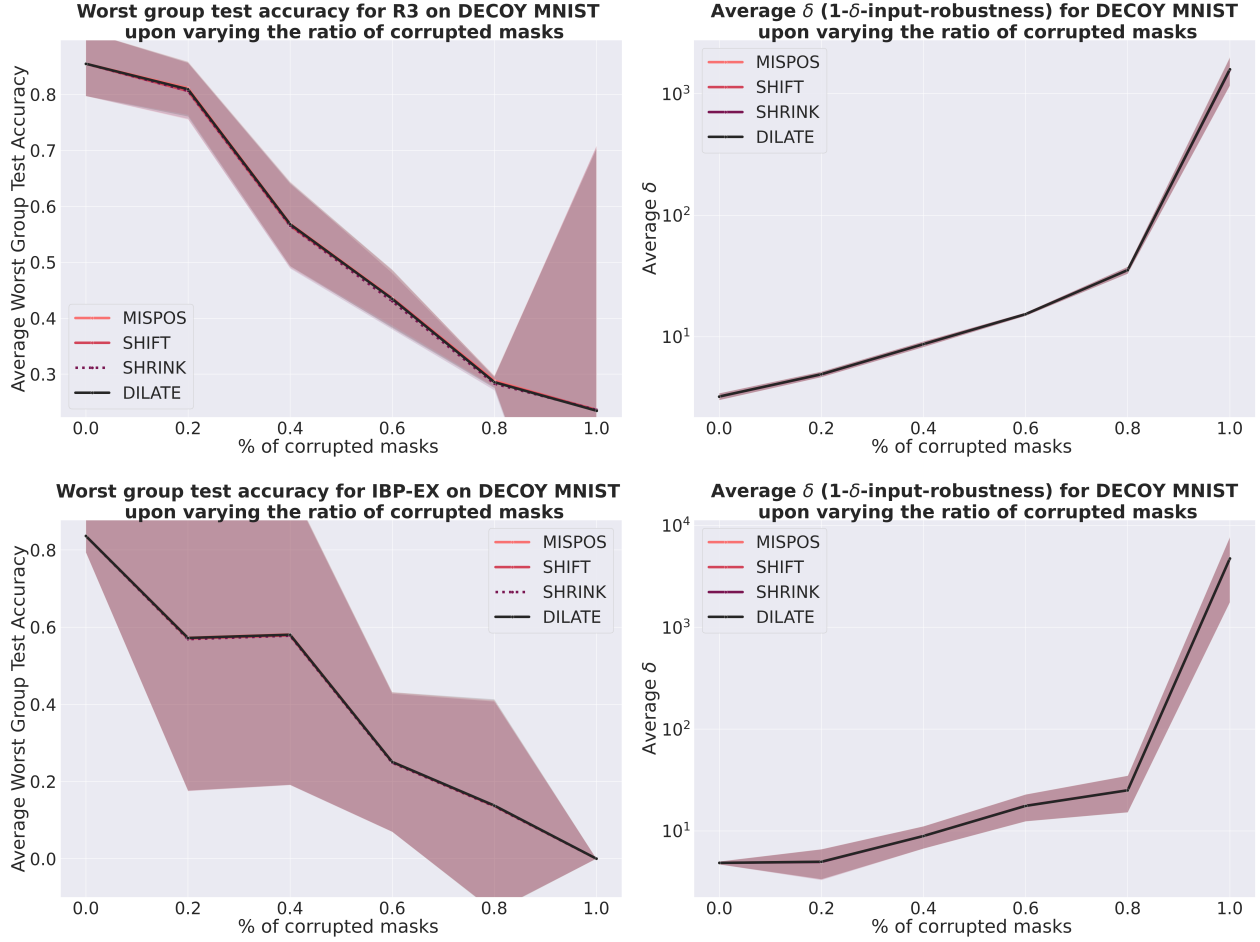 Worst group test accuracy for R3 on DECOY MNIST
upon varying the ratio of corrupted masks
Average Worst Group Test Accuracy
0.8
0.7
0.6
0.5
0.4
0.3
MISPOS
SHIFT
SHRINK
DILATE
0.0 0.2 0.4 0.6 0.8 1.0
% of corrupted masks
Average δ (1-δ-input-robustness) for DECOY MNIST
upon varying the ratio of corrupted masks
Average δ
10³
10²
10¹
MISPOS
SHIFT
SHRINK
DILATE
0.0 0.2 0.4 0.6 0.8 1.0
% of corrupted masks
Worst group test accuracy for IBP-EX on DECOY MNIST
upon varying the ratio of corrupted masks
Average Worst Group Test Accuracy
0.8
0.6
0.4
0.2
0.0
MISPOS
SHIFT
SHRINK
DILATE
0.0 0.2 0.4 0.6 0.8 1.0
% of corrupted masks
Average δ (1-δ-input-robustness) for DECOY MNIST
upon varying the ratio of corrupted masks
Average δ
10⁴
10³
10²
10¹
MISPOS
SHIFT
SHRINK
DILATE
0.0 0.2 0.4 0.6 0.8 1.0
% of corrupted masks